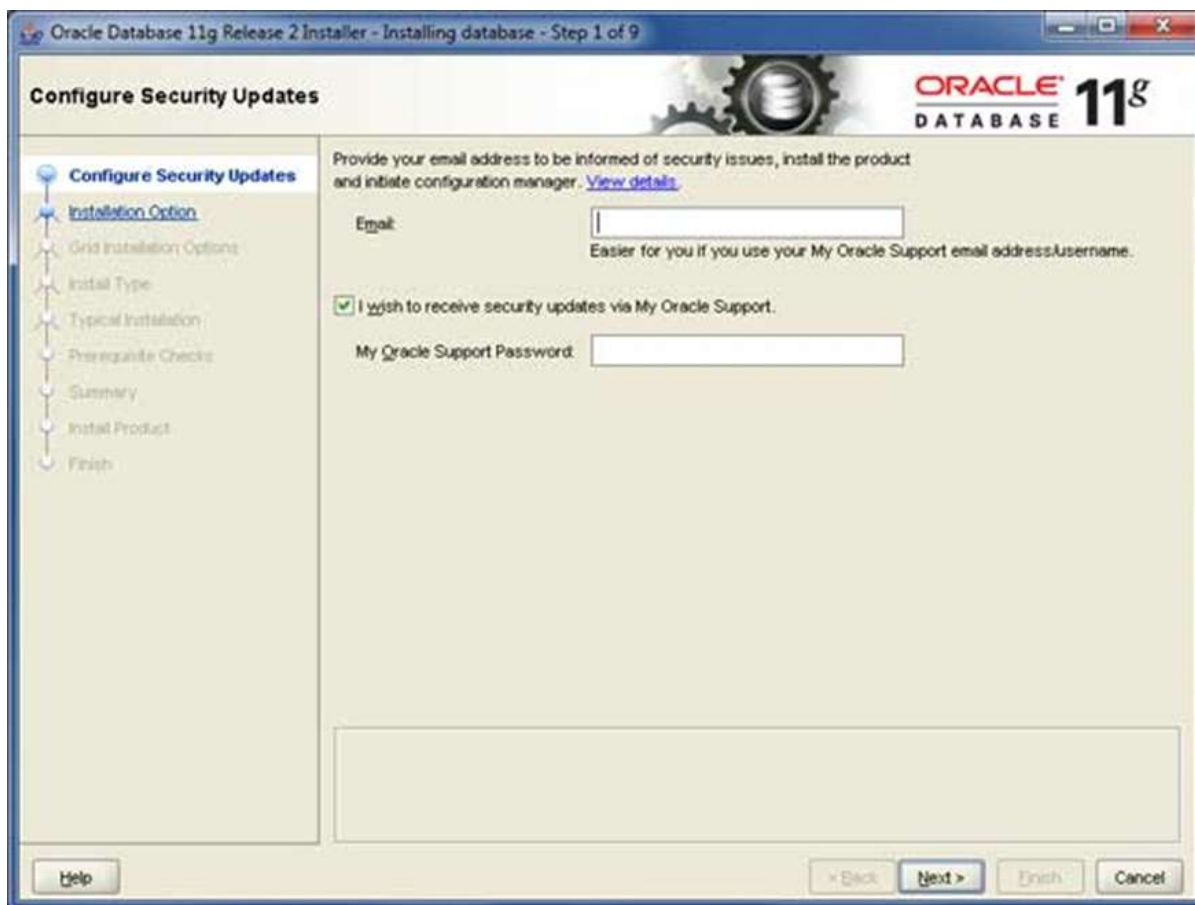 Oracle Database 11g Release 2 Installer - Installing database - Step 1 of 9
Configure Security Updates
ORACLE
DATABASE
11g
Configure Security Updates
Installation Option
Grid Installation Options
Install Type
Typical Installation
Prerequisite Checks
Summary
Install Product
Finish
Provide your email address to be informed of security issues, install the product
and initiate configuration manager. View details.
Email:
Easier for you if you use your My Oracle Support email address/username.
I wish to receive security updates via My Oracle Support.
My Oracle Support Password:
Help
< Back
Next >
Finish
Cancel